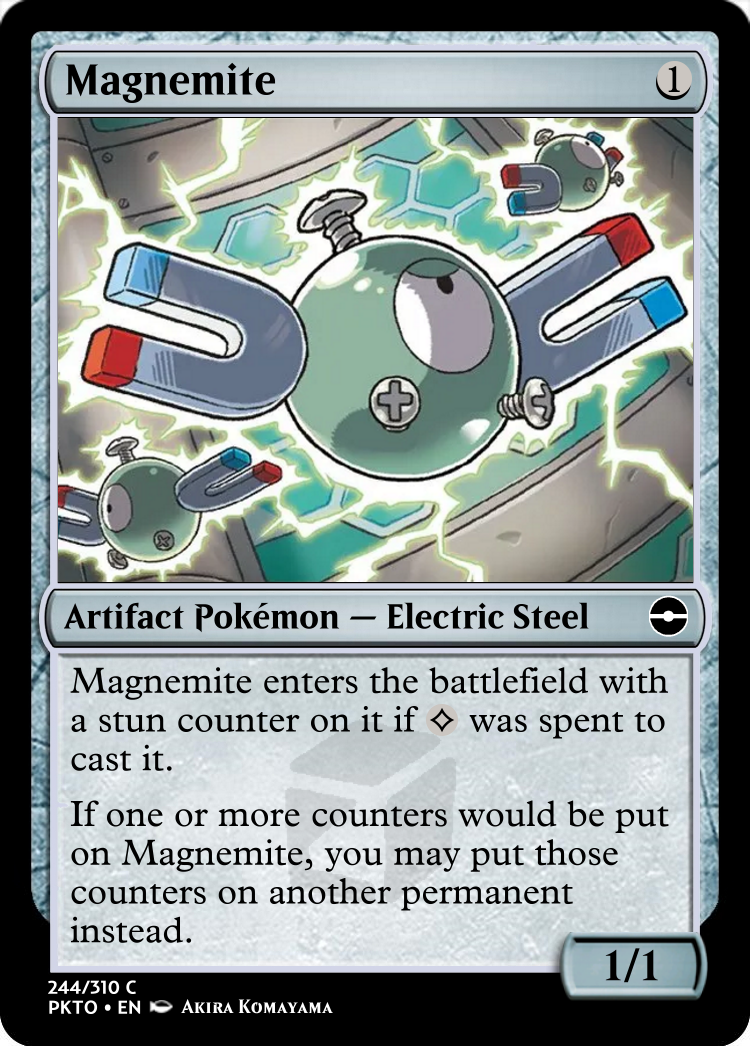 Magnemite 1
Artifact Pokémon — Electric Steel
Magnemite enters the battlefield with
a stun counter on it if ⟡ was spent to
cast it.
If one or more counters would be put
on Magnemite, you may put those
counters on another permanent
instead.
1/1
244/310 C
PKTO • EN Akira Komayama